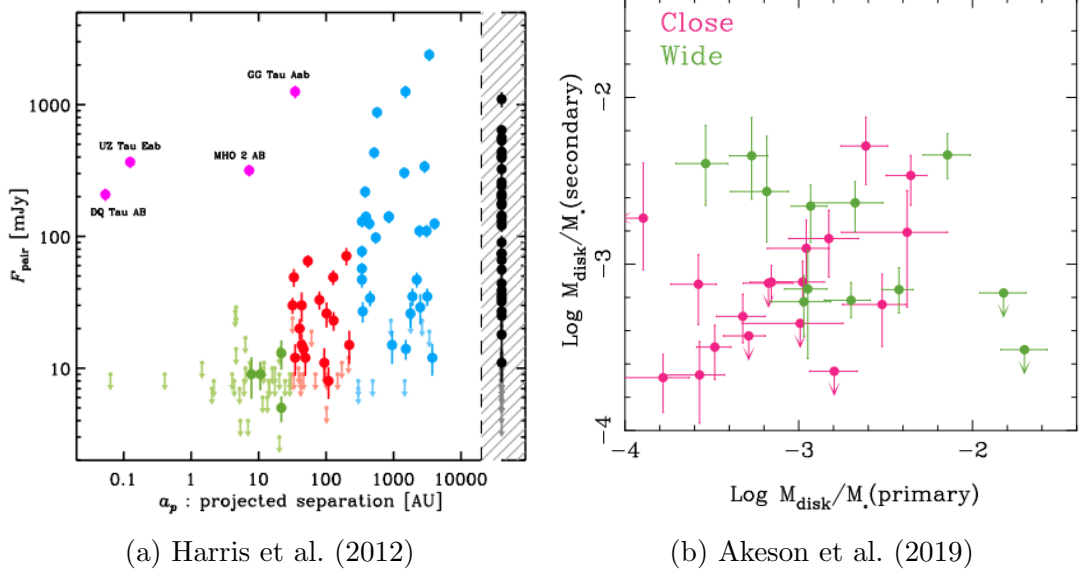 GG Tau Aab
UZ Tau Eab
MHO 2 AB
DQ Tau AB
1000
100
10
F_pair [mJy]
0.1
1
10
100
1000
10000
a_p : projected separation [AU]
(a) Harris et al. (2012)
Close
Wide
-2
-3
-4
Log M_disk/M_*(secondary)
-4
-3
-2
Log M_disk/M_*(primary)
(b) Akeson et al. (2019)